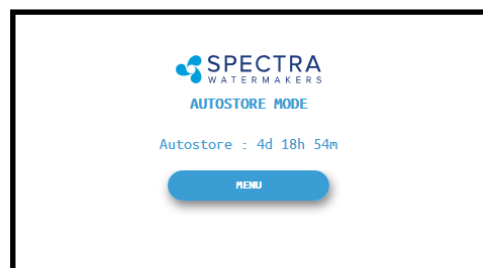 SPECTRA
WATERMAKERS
AUTOSTORE MODE
Autostore : 4d 18h 54m
MENU